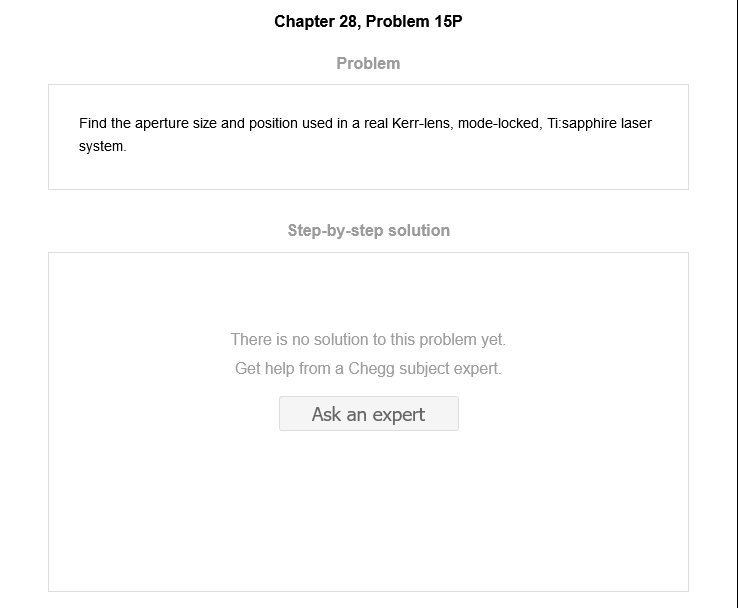 Chapter 28, Problem 15P
Problem
Find the aperture size and position used in a real Kerr-lens, mode-locked, Ti:sapphire laser
system.
Step-by-step solution
There is no solution to this problem yet.
Get help from a Chegg subject expert.
Ask an expert